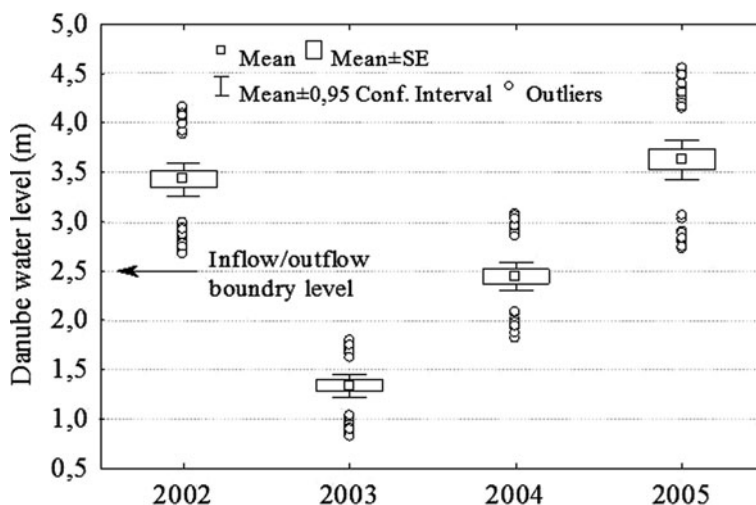 5,0
4,5
4,0
3,5
3,0
2,5
2,0
1,5
1,0
0,5
Danube water level (m)
Mean Mean±SE
Mean±0,95 Conf. Interval Outliers
Inflow/outflow
boundry level
2002 2003 2004 2005